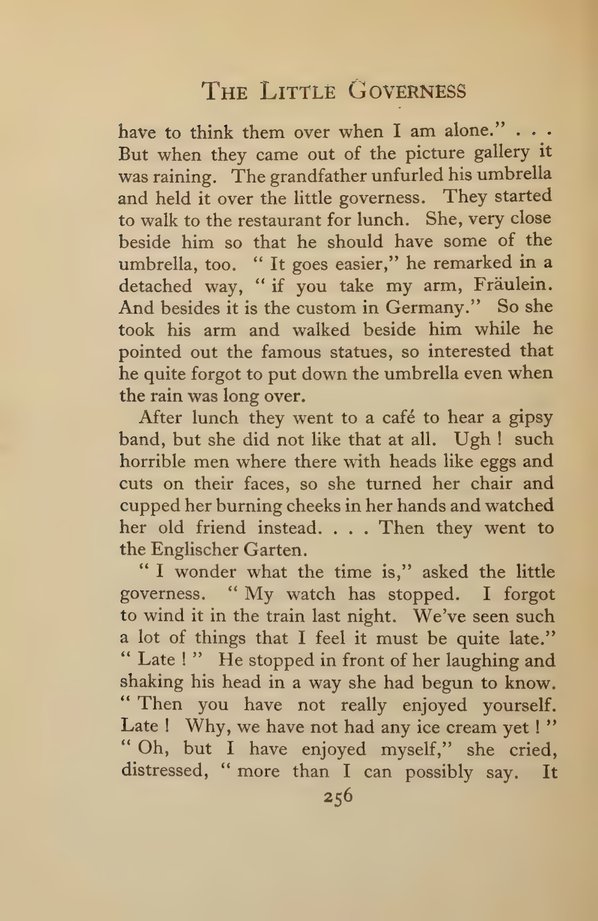 THE LITTLE GOVERNESS
have to think them over when I am alone.” . . .
But when they came out of the picture gallery it
was raining. The grandfather unfurled his umbrella
and held it over the little governess. They started
to walk to the restaurant for lunch. She, very close
beside him so that he should have some of the
umbrella, too. “ It goes easier,” he remarked in a
detached way, “ if you take my arm, Fräulein.
And besides it is the custom in Germany.” So she
took his arm and walked beside him while he
pointed out the famous statues, so interested that
he quite forgot to put down the umbrella even when
the rain was long over.
After lunch they went to a café to hear a gipsy
band, but she did not like that at all. Ugh ! such
horrible men where there with heads like eggs and
cuts on their faces, so she turned her chair and
cupped her burning cheeks in her hands and watched
her old friend instead. . . . Then they went to
the Englischer Garten.
“ I wonder what the time is,” asked the little
governess. “ My watch has stopped. I forgot
to wind it in the train last night. We've seen such
a lot of things that I feel it must be quite late.”
“ Late ! ” He stopped in front of her laughing and
shaking his head in a way she had begun to know.
“ Then you have not really enjoyed yourself.
Late ! Why, we have not had any ice cream yet ! ”
“ Oh, but I have enjoyed myself,” she cried,
distressed, “ more than I can possibly say. It
256